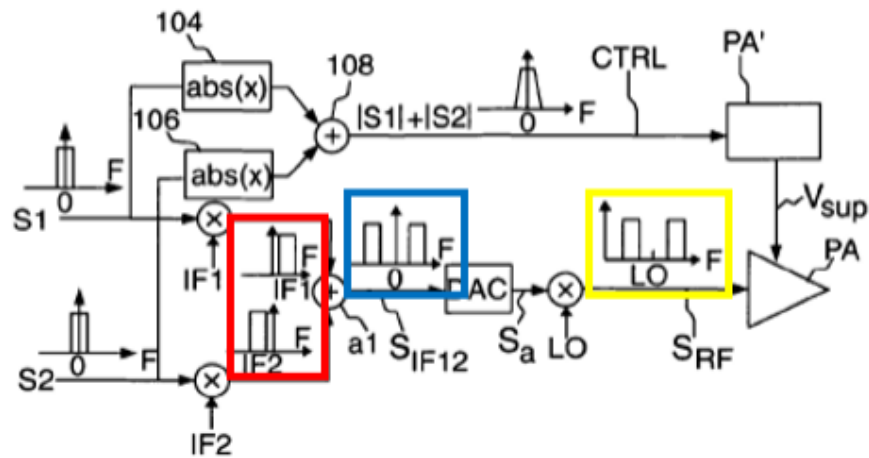 104
abs(x)
108
CTRL
PA'
|S1|+|S2|
0
F
106
abs(x)
F
0
S1
IF1
F
IF1
F
0
DAC
F
LO
Vsup
PA
F
IF2
a1
SIF12
Sa
LO
SRF
0
F
S2
IF2